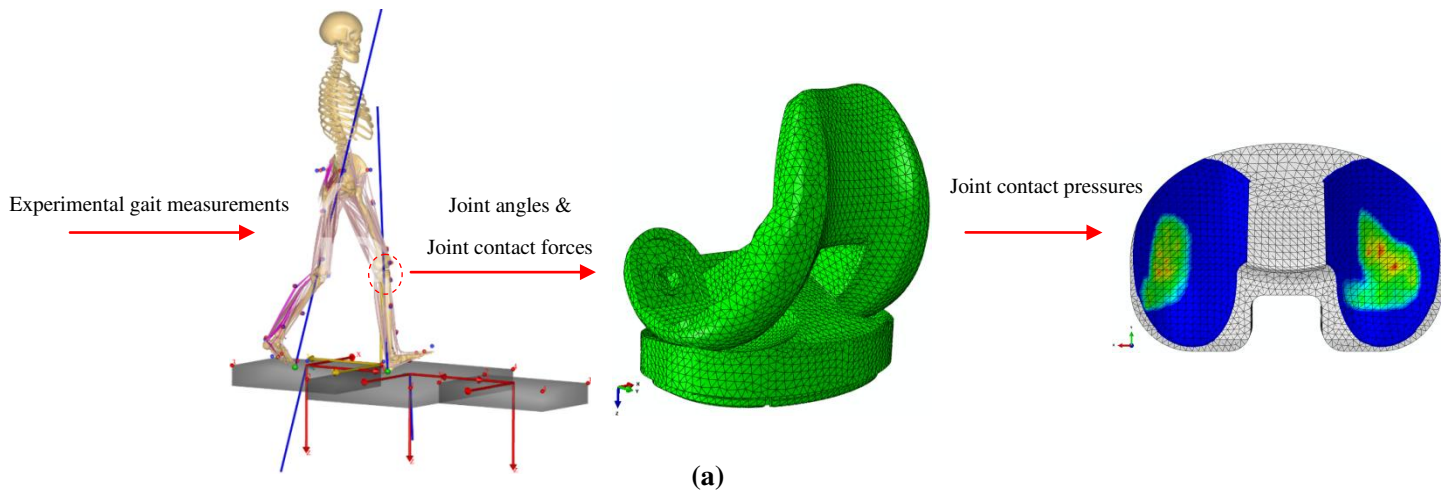 Experimental gait measurements
Joint angles &
Joint contact forces
Joint contact pressures
(a)